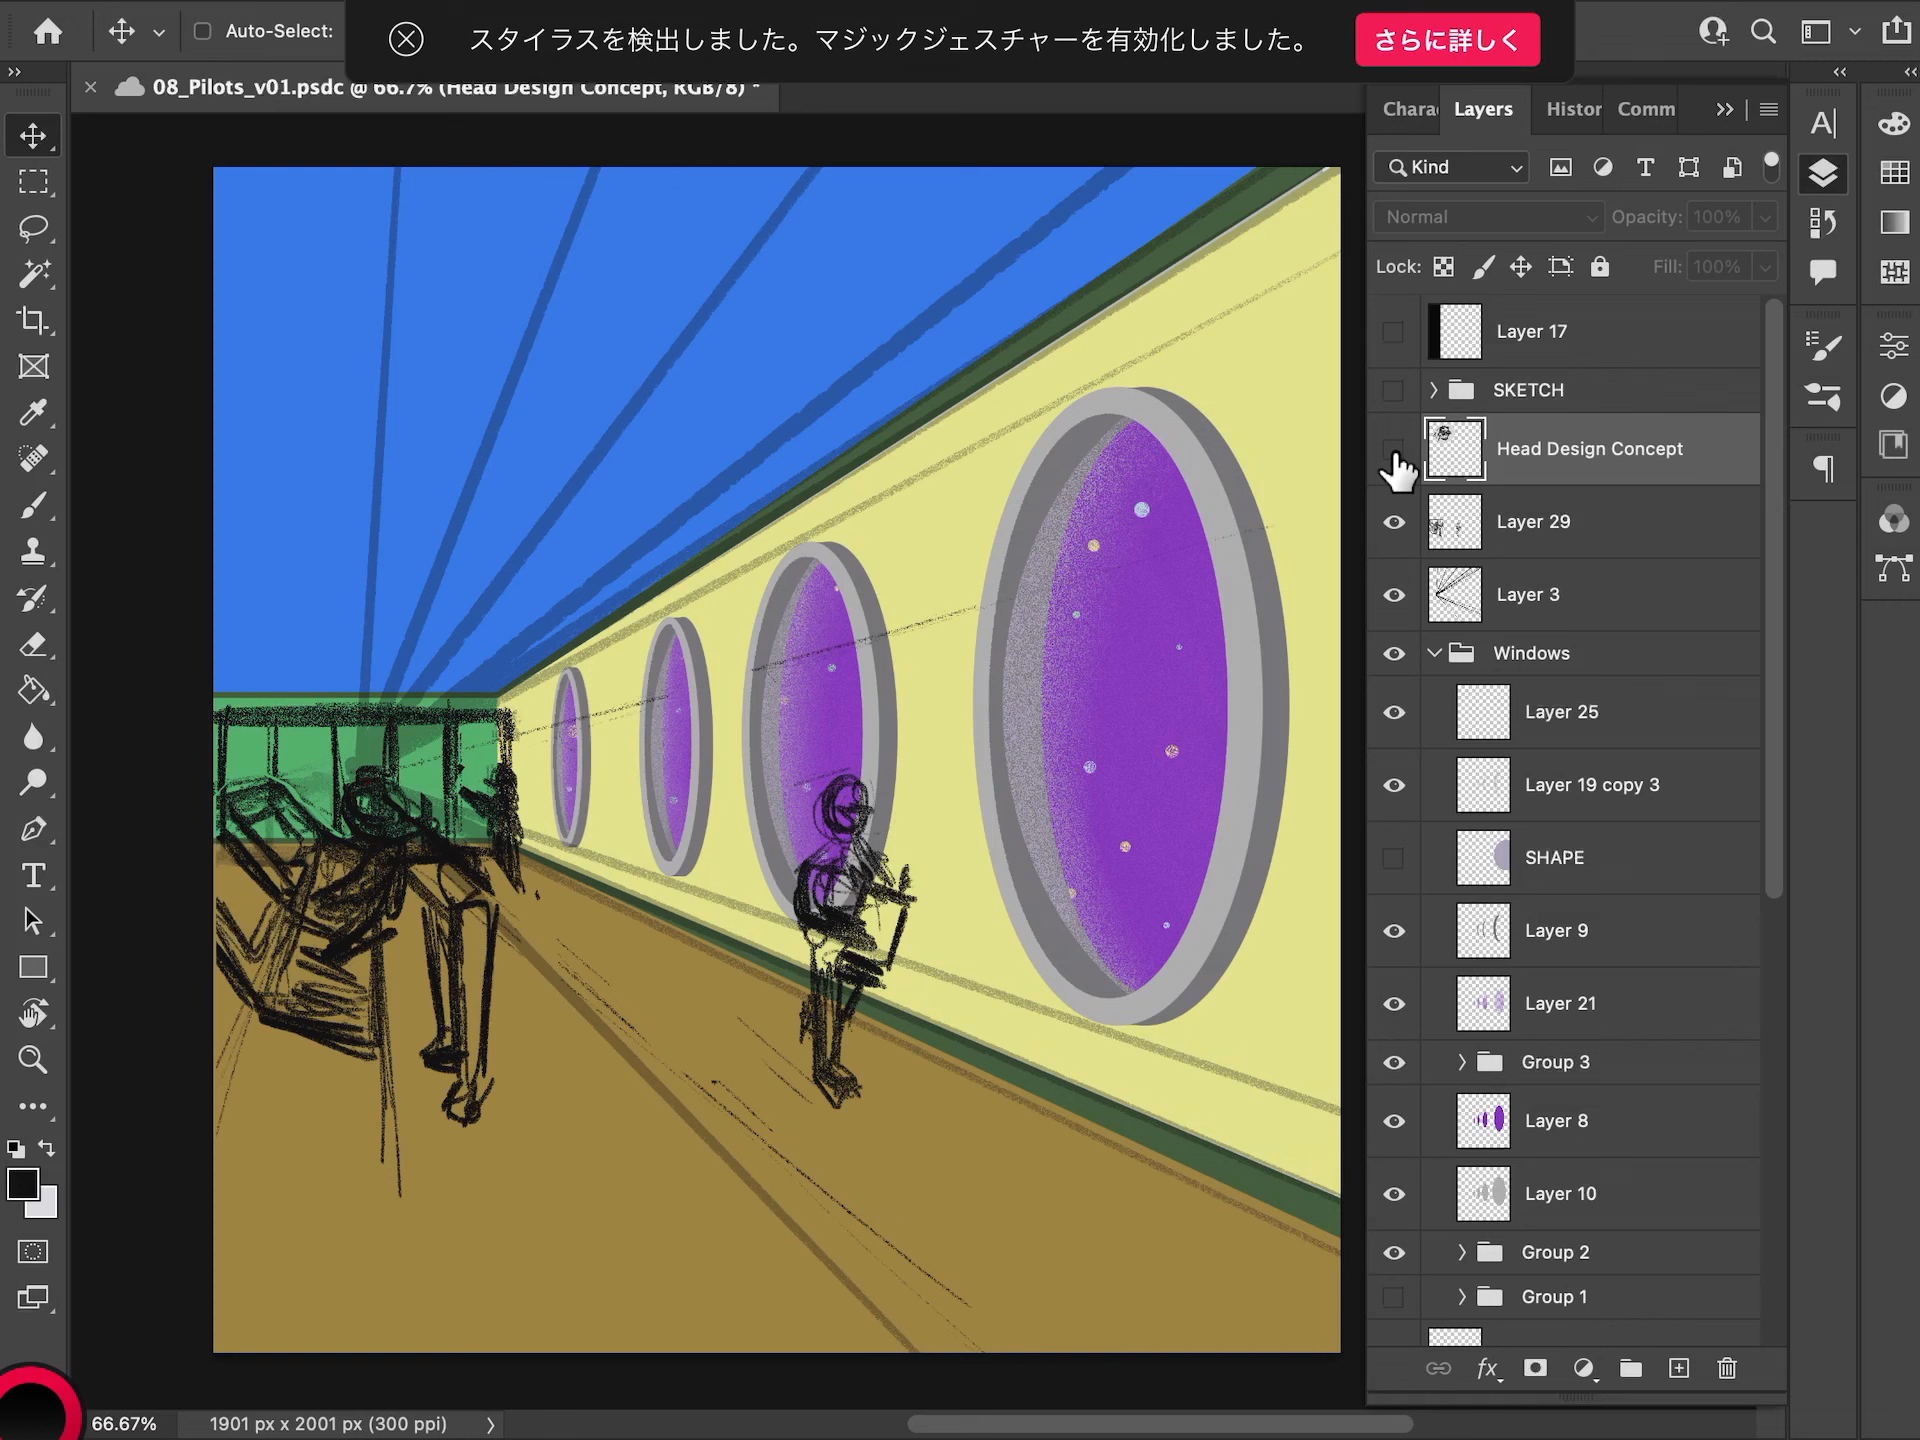 Auto-Select:
スタイラスを検出しました。マジックジェスチャーを有効化しました。
さらに詳しく
08_Pilots_v01.psdc @ 66.7% (Head Design Concept, RGB/8) *
Charac
Layers
Histor
Comm
Kind
Normal
Opacity: 100%
Lock:
Fill: 100%
Layer 17
SKETCH
Head Design Concept
Layer 29
Layer 3
Windows
Layer 25
Layer 19 copy 3
SHAPE
Layer 9
Layer 21
Group 3
Layer 8
Layer 10
Group 2
Group 1
66.67%
1901 px x 2001 px (300 ppi)